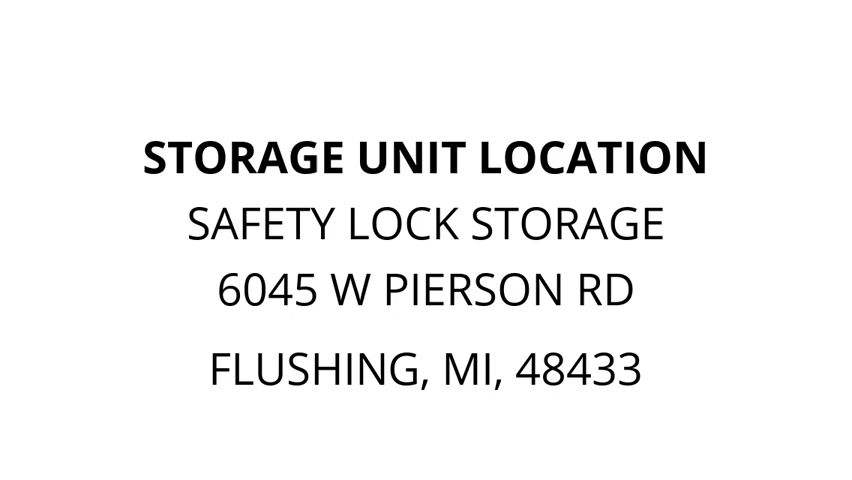 STORAGE UNIT LOCATION
SAFETY LOCK STORAGE
6045 W PIERSON RD
FLUSHING, MI, 48433